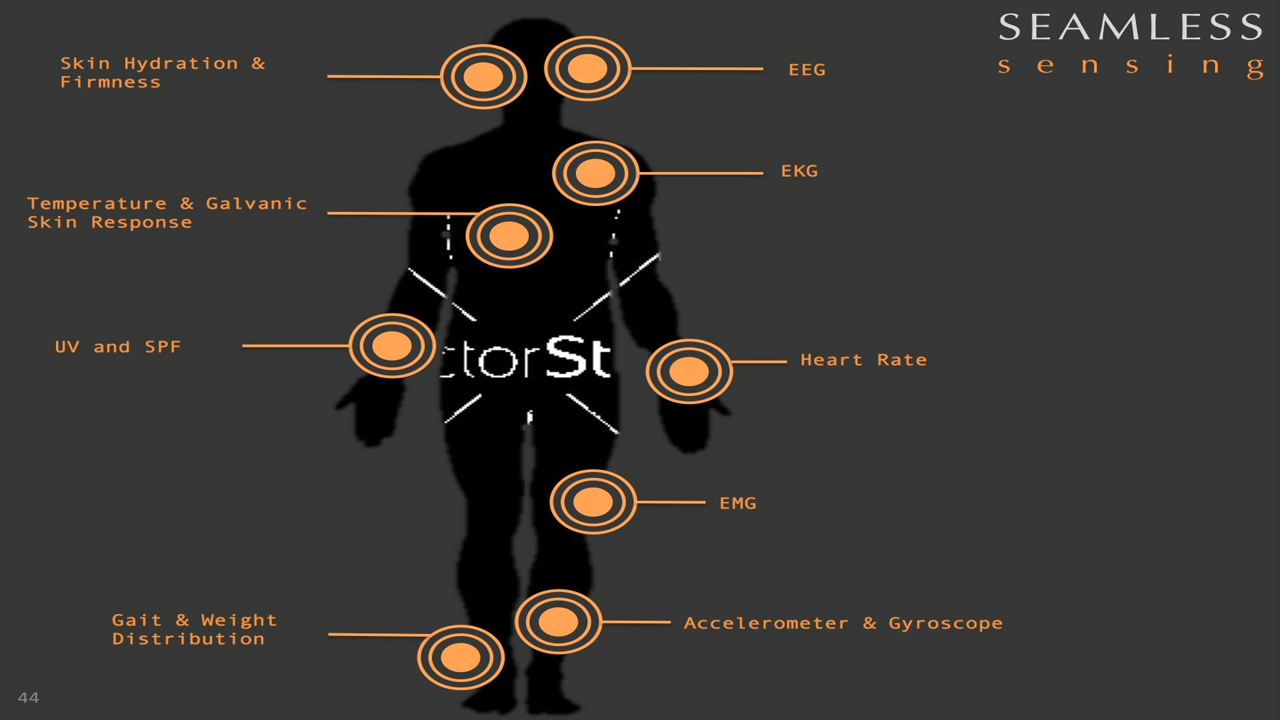 SEAMLESS
sensing
Skin Hydration &
Firmness
EEG
EKG
Temperature & Galvanic
Skin Response
UV and SPF
ctorSt
Heart Rate
EMG
Gait & Weight
Distribution
Accelerometer & Gyroscope
44